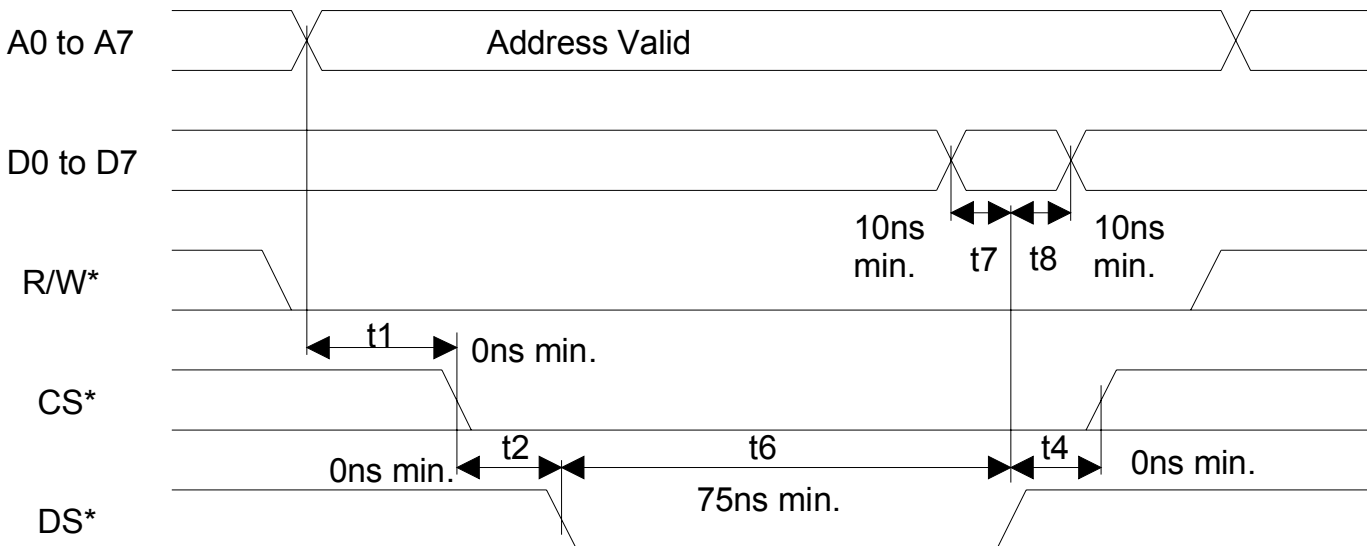 A0 to A7
Address Valid
D0 to D7
10ns
min.
t7
t8
10ns
min.
R/W*
t1
0ns min.
CS*
0ns min.
t2
t6
t4
0ns min.
75ns min.
DS*